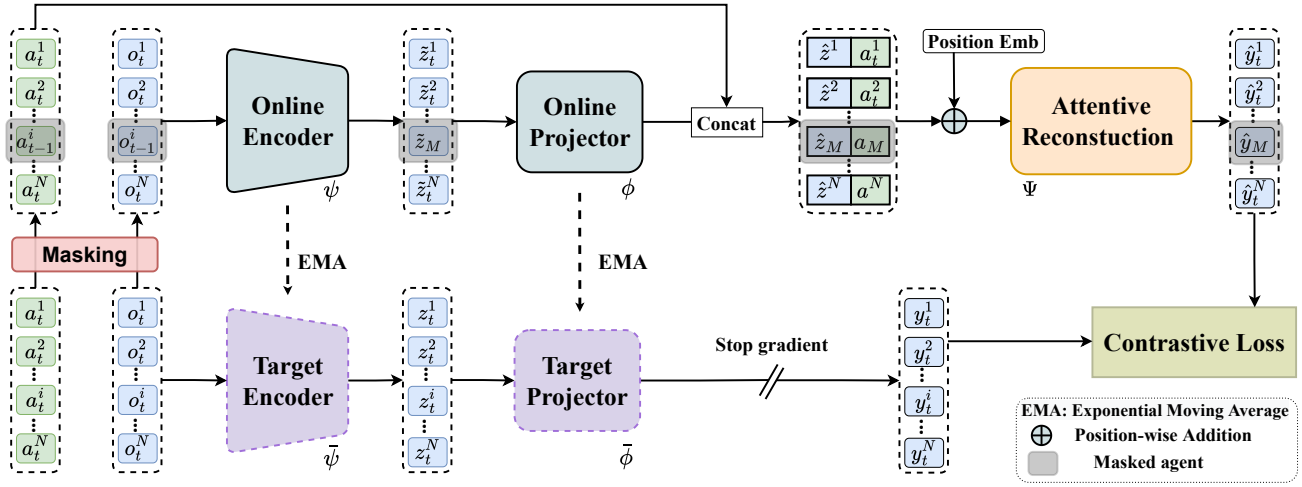 a_t^1
a_t^2
a_{t-1}^i
a_t^N
o_t^1
o_t^2
o_{t-1}^i
o_t^N
Online
Encoder
ψ
z̃_t^1
z̃_t^2
z̃_M
z̃_t^N
Online
Projector
ϕ
Concat
ẑ^1 a_t^1
ẑ^2 a_t^2
ẑ_M a_M
ẑ^N a^N
Position Emb
Attentive
Reconstuction
Ψ
ŷ_t^1
ŷ_t^2
ŷ_M
ŷ_t^N
Masking
EMA
EMA
a_t^1
a_t^2
a_t^i
a_t^N
o_t^1
o_t^2
o_t^i
o_t^N
Target
Encoder
ψ̄
z_t^1
z_t^2
z_t^i
z_t^N
Target
Projector
ϕ̄
Stop gradient
y_t^1
y_t^2
y_t^i
y_t^N
Contrastive Loss
EMA: Exponential Moving Average
Position-wise Addition
Masked agent